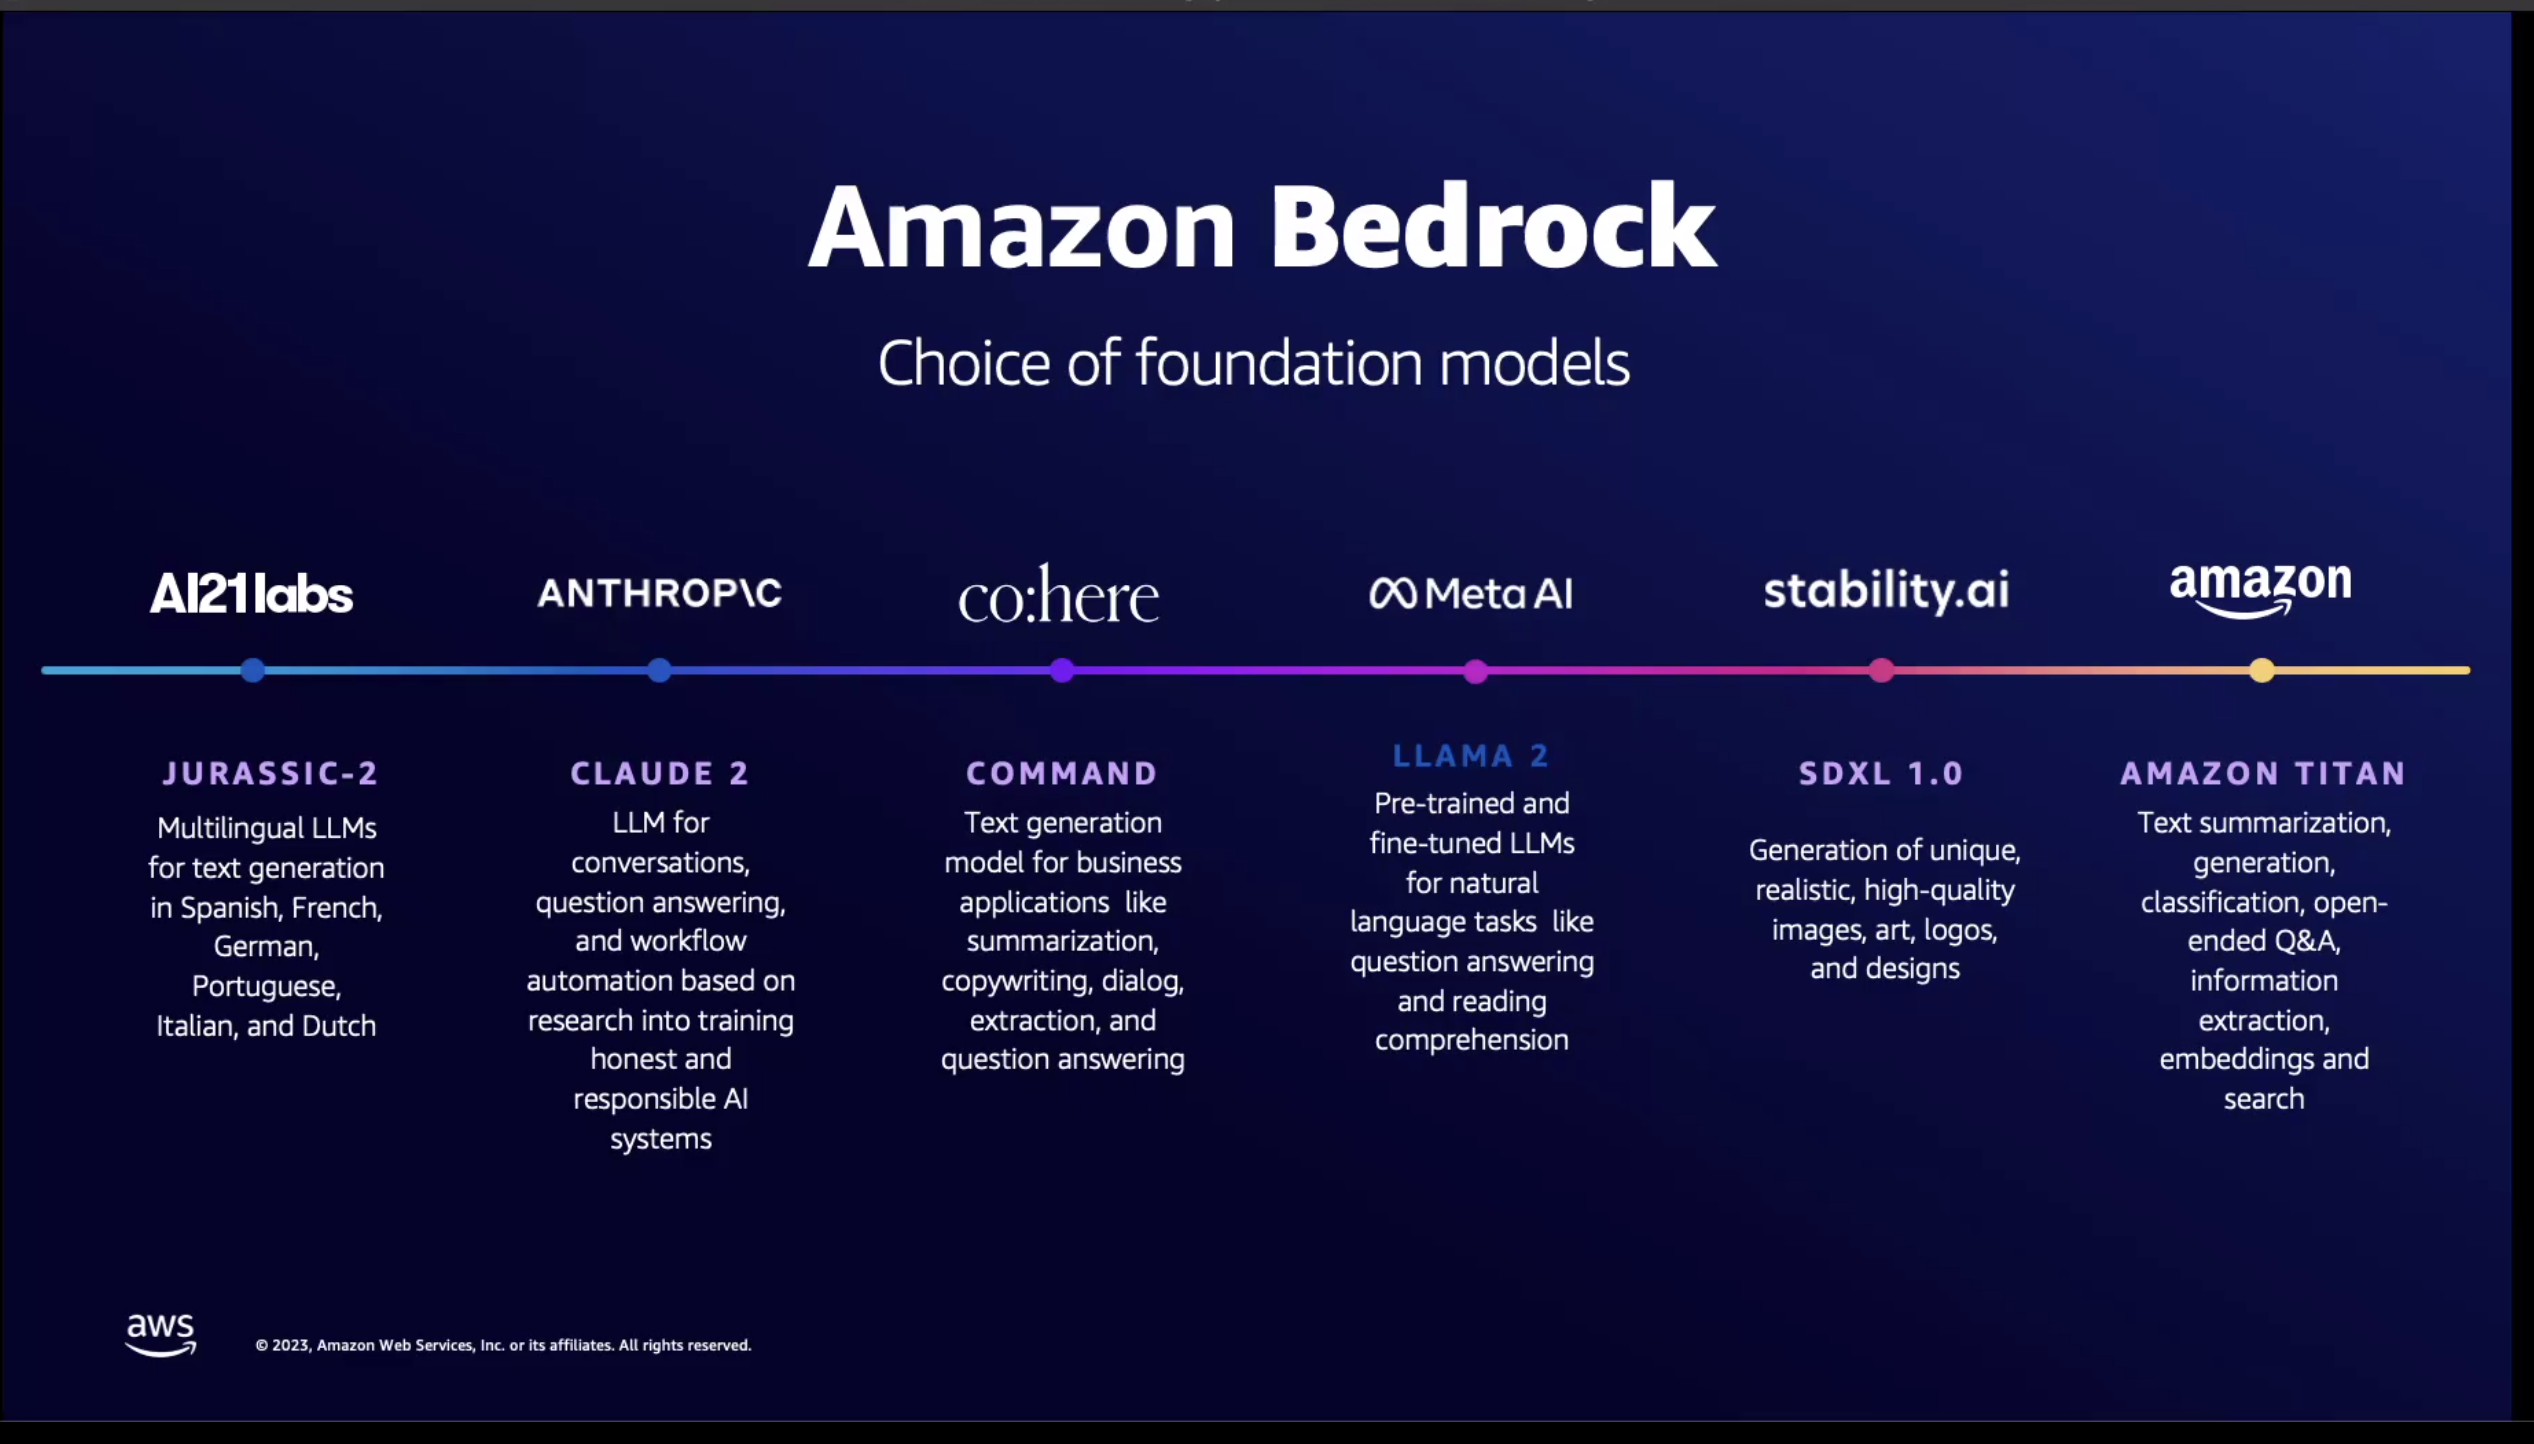 Amazon Bedrock
Choice of foundation models
AI21labs
ANTHROP\C
co:here
Meta AI
stability.ai
amazon
JURASSIC-2
Multilingual LLMs
for text generation
in Spanish, French,
German,
Portuguese,
Italian, and Dutch
CLAUDE 2
LLM for
conversations,
question answering,
and workflow
automation based on
research into training
honest and
responsible AI
systems
COMMAND
Text generation
model for business
applications  like
summarization,
copywriting, dialog,
extraction, and
question answering
LLAMA 2
Pre-trained and
fine-tuned LLMs
for natural
language tasks  like
question answering
and reading
comprehension
SDXL 1.0
Generation of unique,
realistic, high-quality
images, art, logos,
and designs
AMAZON TITAN
Text summarization,
generation,
classification, open-
ended Q&A,
information
extraction,
embeddings and
search
aws
© 2023, Amazon Web Services, Inc. or its affiliates. All rights reserved.